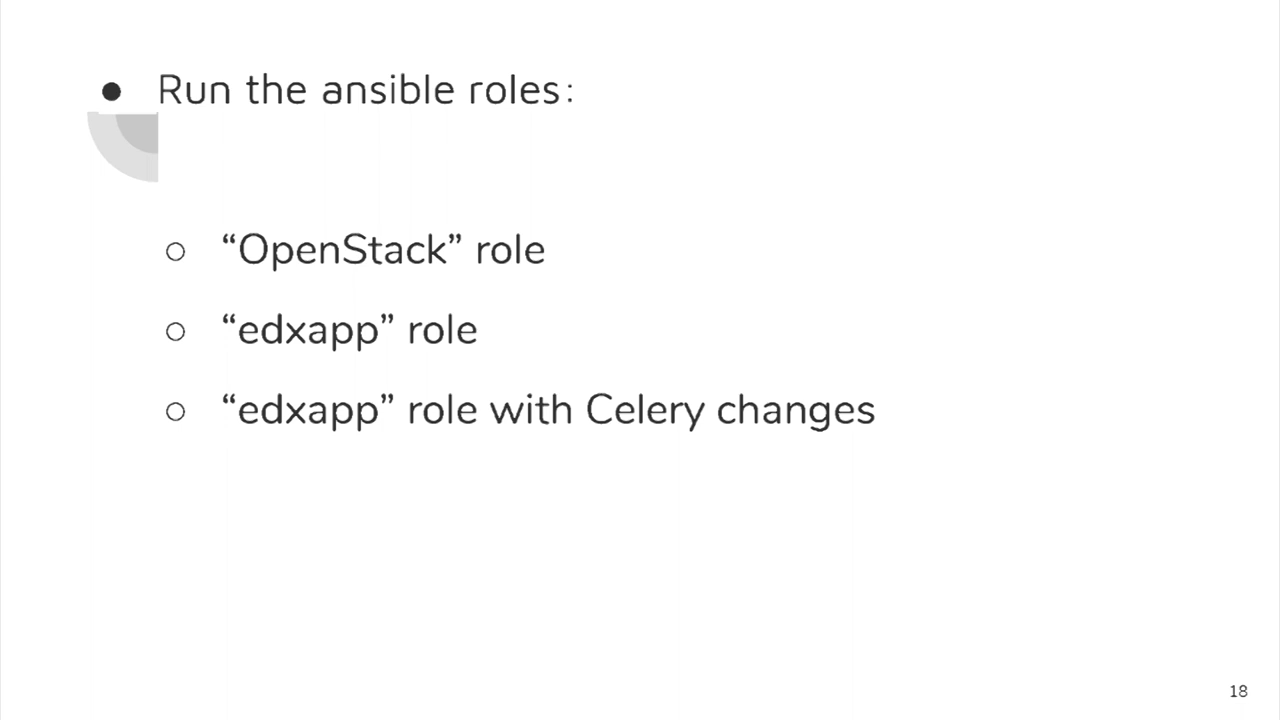 ● Run the ansible roles:
○ “OpenStack” role
○ “edxapp” role
○ “edxapp” role with Celery changes
18